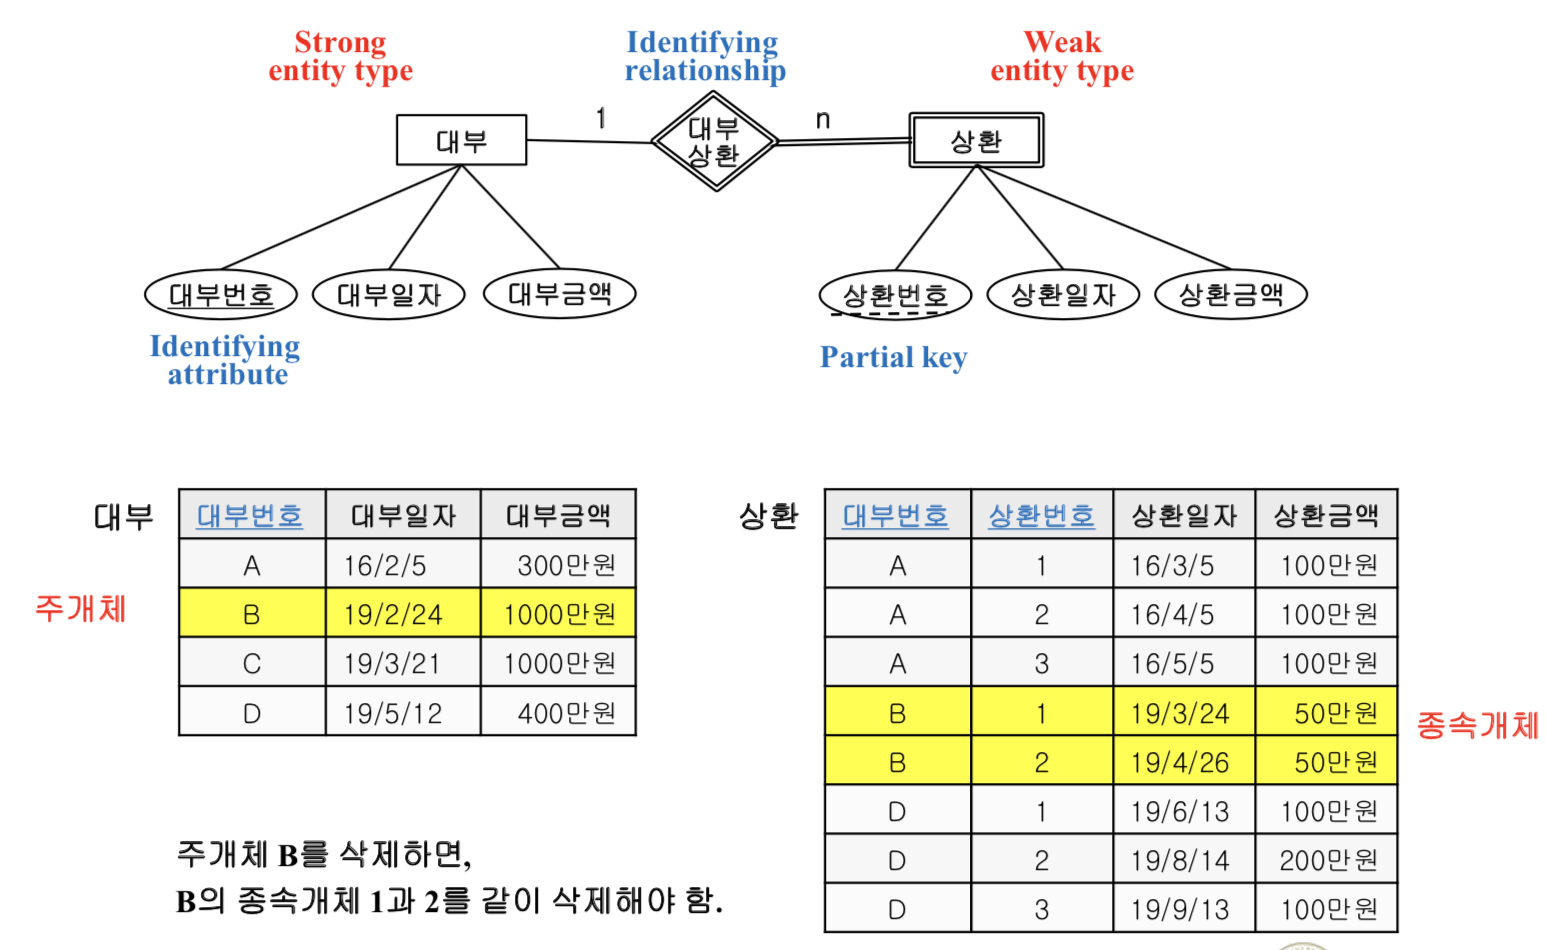 Strong
entity type
Identifying
relationship
Weak
entity type
대부
1
대부
상환
n
상환
대부번호
대부일자
대부금액
상환번호
상환일자
상환금액
Identifying
attribute
Partial key
대부
대부번호 대부일자 대부금액
A 16/2/5 300만원
B 19/2/24 1000만원
C 19/3/21 1000만원
D 19/5/12 400만원
주개체
상환
대부번호 상환번호 상환일자 상환금액
A 1 16/3/5 100만원
A 2 16/4/5 100만원
A 3 16/5/5 100만원
B 1 19/3/24 50만원
B 2 19/4/26 50만원
D 1 19/6/13 100만원
D 2 19/8/14 200만원
D 3 19/9/13 100만원
종속개체
주개체 B를 삭제하면,
B의 종속개체 1과 2를 같이 삭제해야 함.